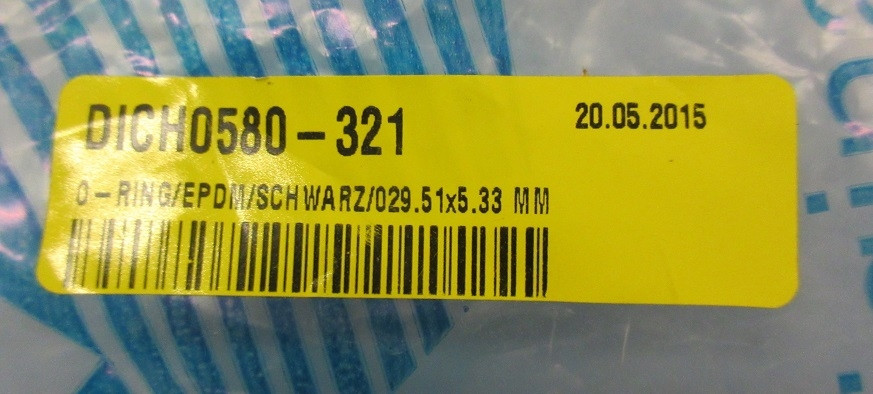 DICH0580-321
20.05.2015
O-RING/EPDM/SCHWARZ/029.51x5.33 MM